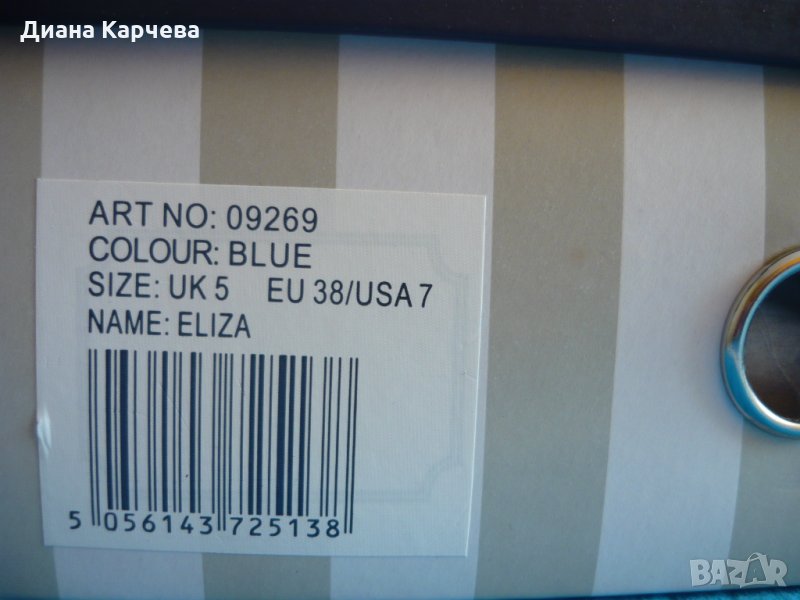 Диана Карчева
ART NO: 09269
COLOUR: BLUE
SIZE: UK 5 EU 38/USA 7
NAME: ELIZA
5 056143 725138
BAZAR